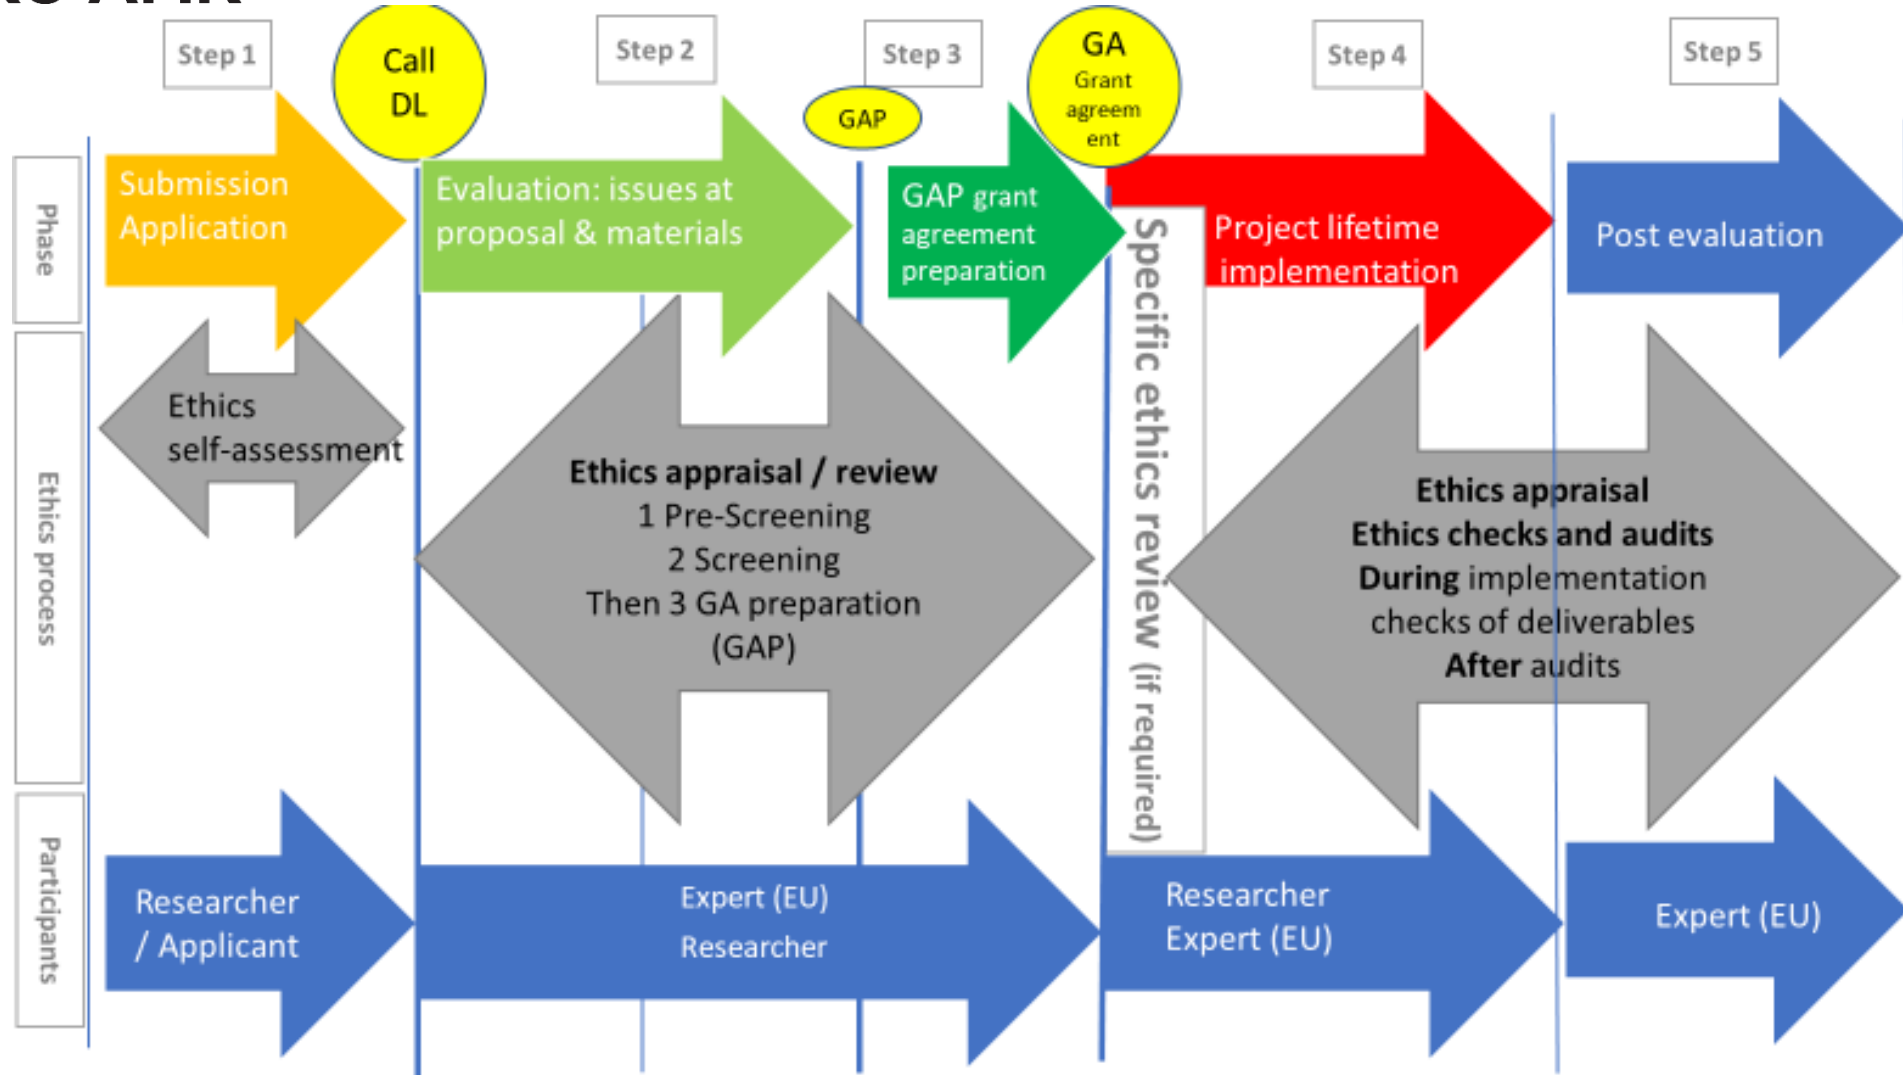 Step 1
Call
DL
Step 2
GAP
Step 3
GA
Grant
agreem
ent
Step 4
Step 5
Phase
Submission
Application
Evaluation: issues at
proposal & materials
GAP grant
agreement
preparation
Project lifetime
implementation
Post evaluation
Specific ethics review (if required)
Ethics process
Ethics
self-assessment
Ethics appraisal / review
1 Pre-Screening
2 Screening
Then 3 GA preparation
(GAP)
Ethics appraisal
Ethics checks and audits
During implementation
checks of deliverables
After audits
Participants
Researcher
/ Applicant
Expert (EU)
Researcher
Researcher
Expert (EU)
Expert (EU)